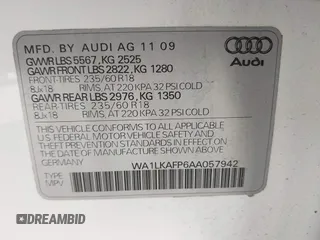 MFD. BY AUDI AG 11 09
GVWR LBS 5567, KG 2525
GAWR FRONT LBS 2822, KG 1280
FRONT-TIRES: 235/60 R18
8Jx18 RIMS, AT 220 KPA 32 PSI COLD
GAWR REAR LBS 2976, KG 1350
REAR-TIRES: 235/60 R18
8Jx18 RIMS, AT 220 KPA 32 PSI COLD
THIS VEHICLE CONFORMS TO ALL APPLICABLE
U.S. FEDERAL MOTOR VEHICLE SAFETY,
BUMPER AND THEFT PREVENTION STANDARDS
IN EFFECT ON THE DATE OF MANUFACTURE
SHOWN ABOVE.
GERMANY
WA1LKAFP6AA057942
TYPE:
MPV
Audi
DREAMBID